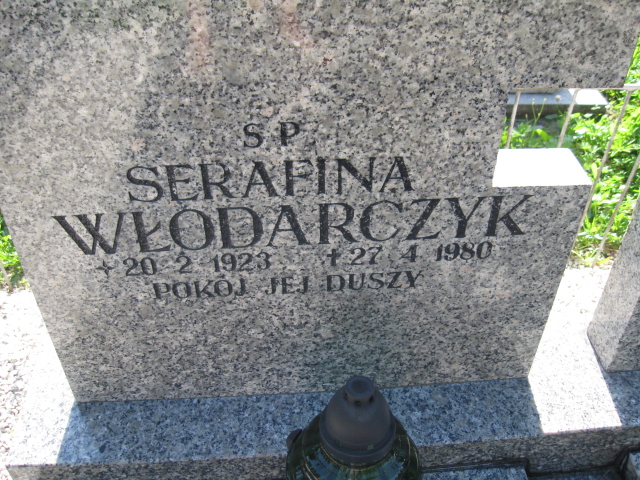 S P
SERAFINA
WŁODARCZYK
* 20 2 1923 † 27 4 1980
POKÓJ JEJ DUSZY